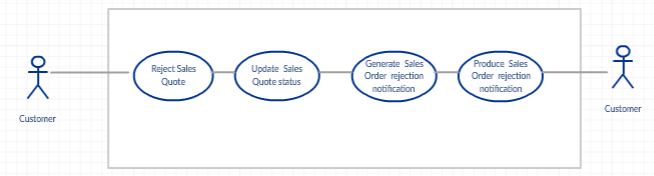 Reject Sales
Quote
Update Sales
Quote status
Generate Sales
Order rejection
notification
Produce Sales
Order rejection
notification
Customer
Customer